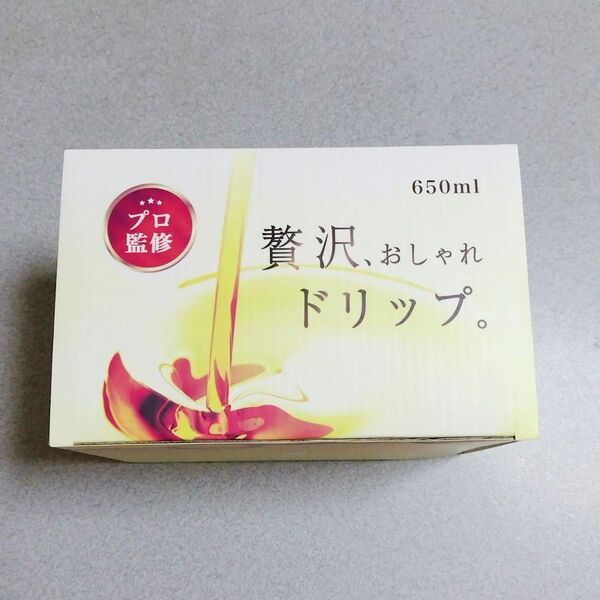 プロ
監修
650ml
贅沢、おしゃれ
ドリップ。